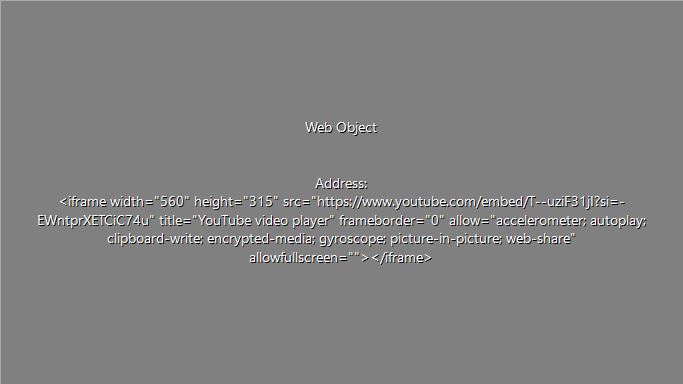 Web Object
Address:
<iframe width="560" height="315" src="https://www.youtube.com/embed/T--uziF31jI?si=-
EWntprXETCiC74u" title="YouTube video player" frameborder="0" allow="accelerometer; autoplay;
clipboard-write; encrypted-media; gyroscope; picture-in-picture; web-share"
allowfullscreen=""></iframe>